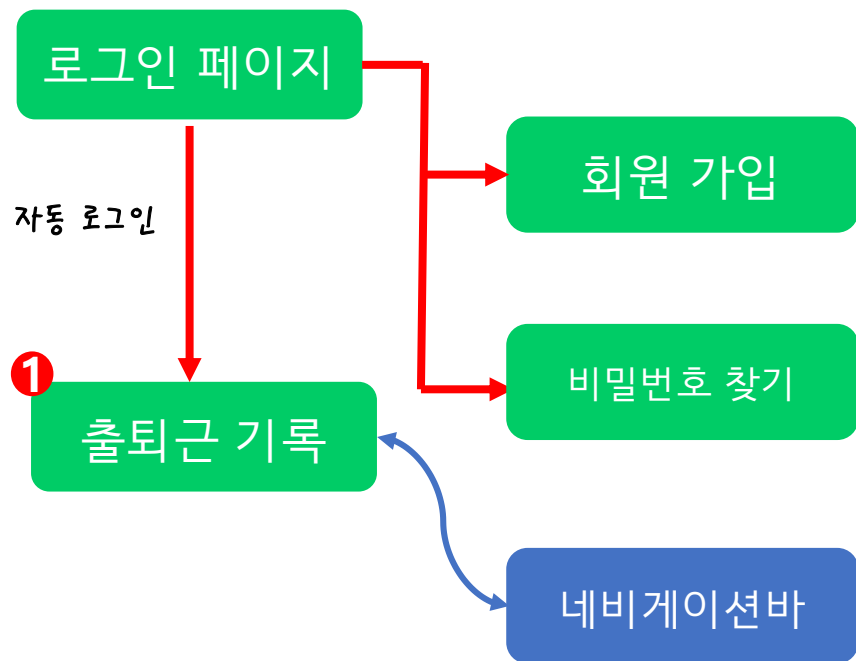 로그인 페이지
회원 가입
자동 로그인
비밀번호 찾기
1
출퇴근 기록
네비게이션바